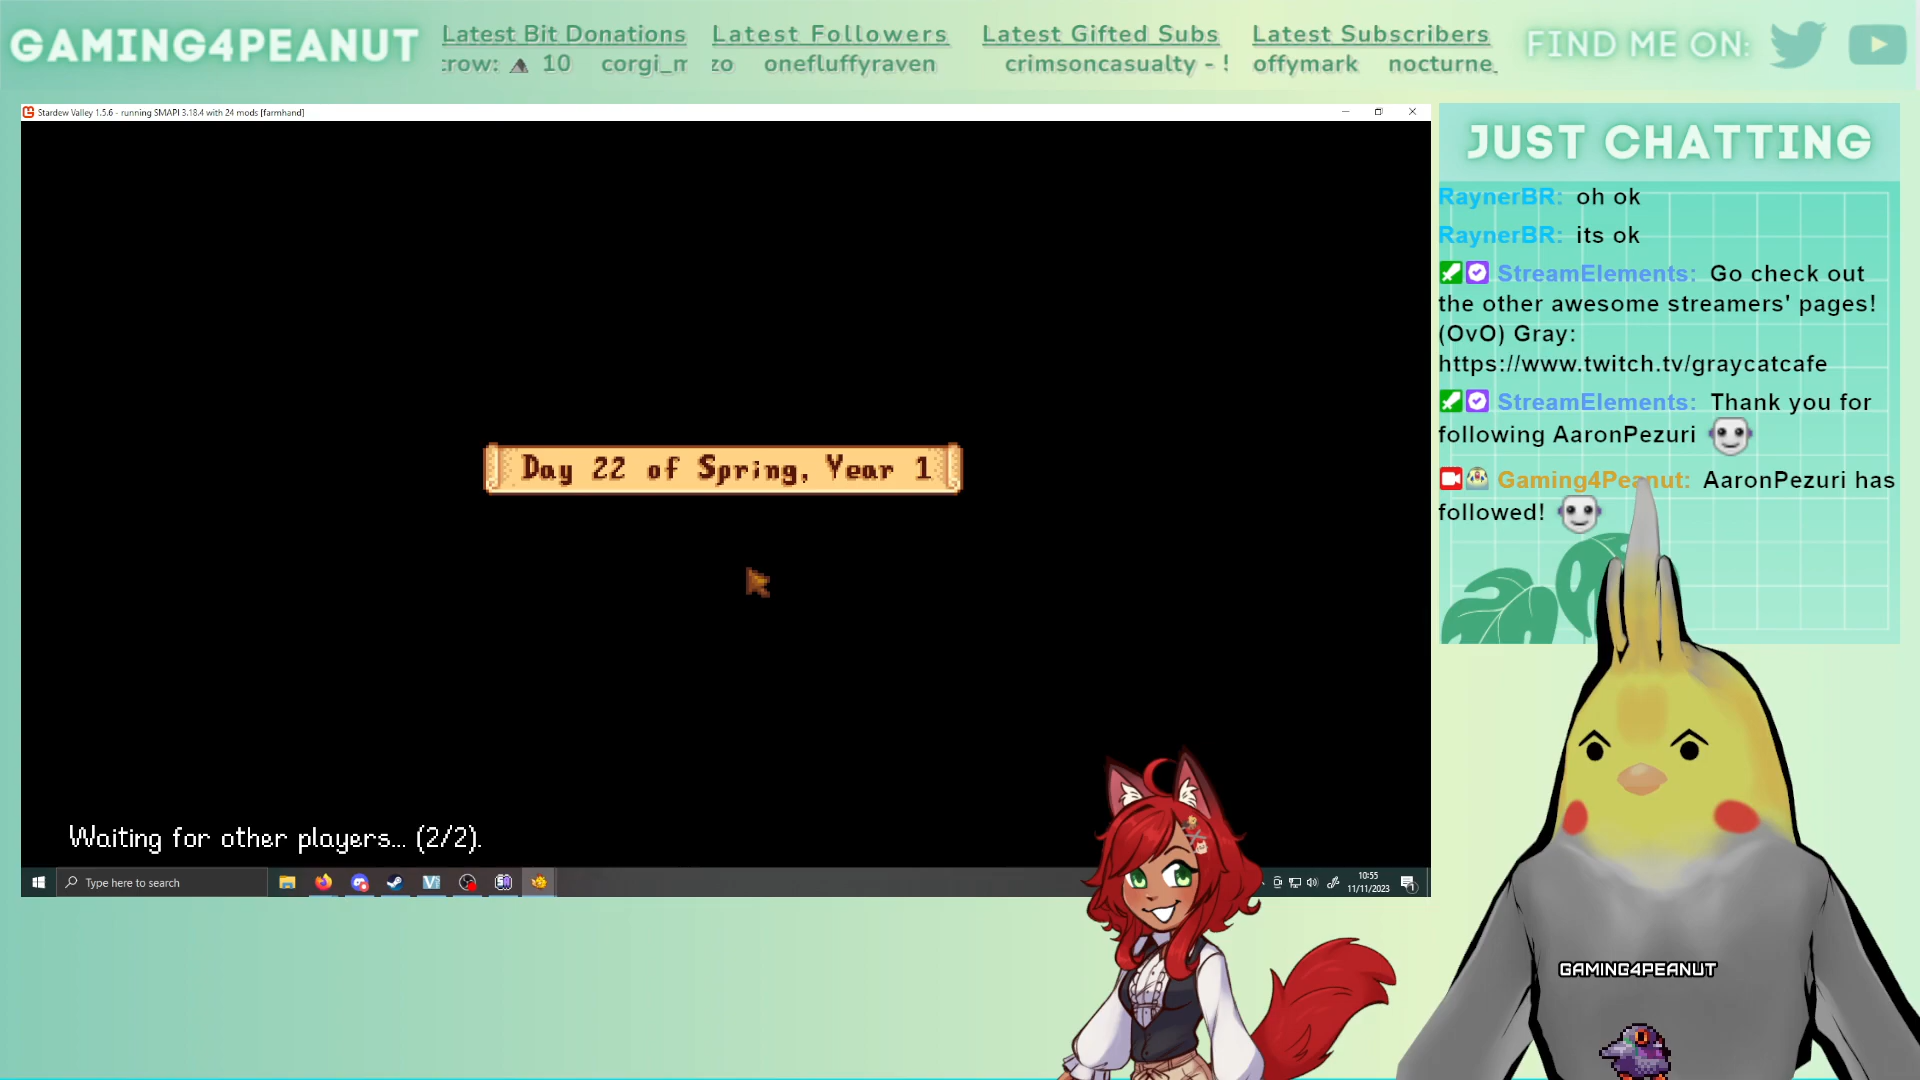 GAMING4PEANUT
Latest Bit Donations
crow: 10 corgi_m
Latest Followers
zo onefluffyraven
Latest Gifted Subs
crimsoncasualty - !
Latest Subscribers
offymark nocturne_
FIND ME ON:
Stardew Valley 1.5.6 - running SMAPI 3.18.4 with 24 mods [farmhand]
Day 22 of Spring, Year 1
Waiting for other players... (2/2).
Type here to search
10:55
11/11/2023
JUST CHATTING
RaynerBR: oh ok
RaynerBR: its ok
StreamElements: Go check out
the other awesome streamers' pages!
(OvO) Gray:
https://www.twitch.tv/graycatcafe
StreamElements: Thank you for
following AaronPezuri
Gaming4Peanut: AaronPezuri has
followed!
GAMING4PEANUT